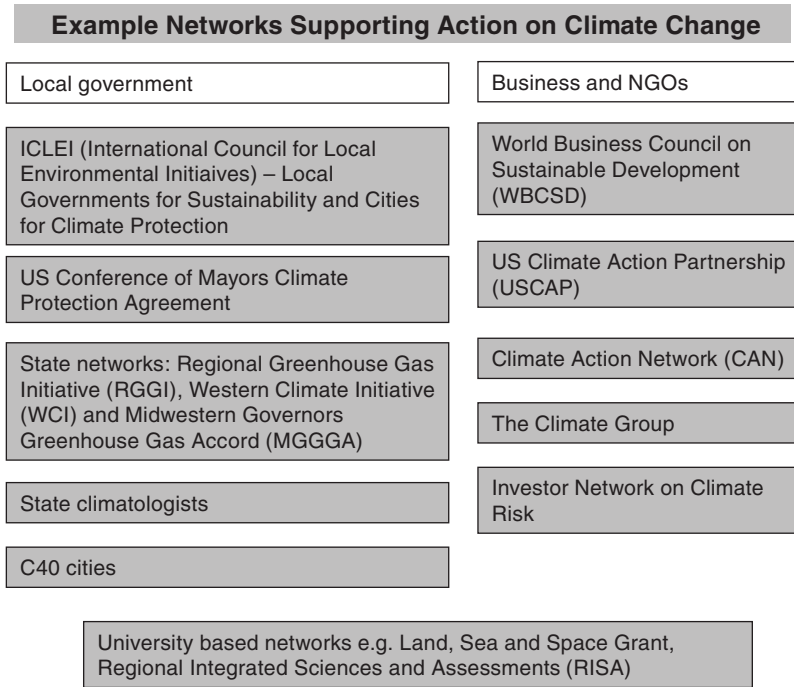 Example Networks Supporting Action on Climate Change
Local government
ICLEI (International Council for Local
Environmental Initiaives) – Local
Governments for Sustainability and Cities
for Climate Protection
US Conference of Mayors Climate
Protection Agreement
State networks: Regional Greenhouse Gas
Initiative (RGGI), Western Climate Initiative
(WCI) and Midwestern Governors
Greenhouse Gas Accord (MGGGA)
State climatologists
C40 cities
Business and NGOs
World Business Council on
Sustainable Development
(WBCSD)
US Climate Action Partnership
(USCAP)
Climate Action Network (CAN)
The Climate Group
Investor Network on Climate
Risk
University based networks e.g. Land, Sea and Space Grant,
Regional Integrated Sciences and Assessments (RISA)